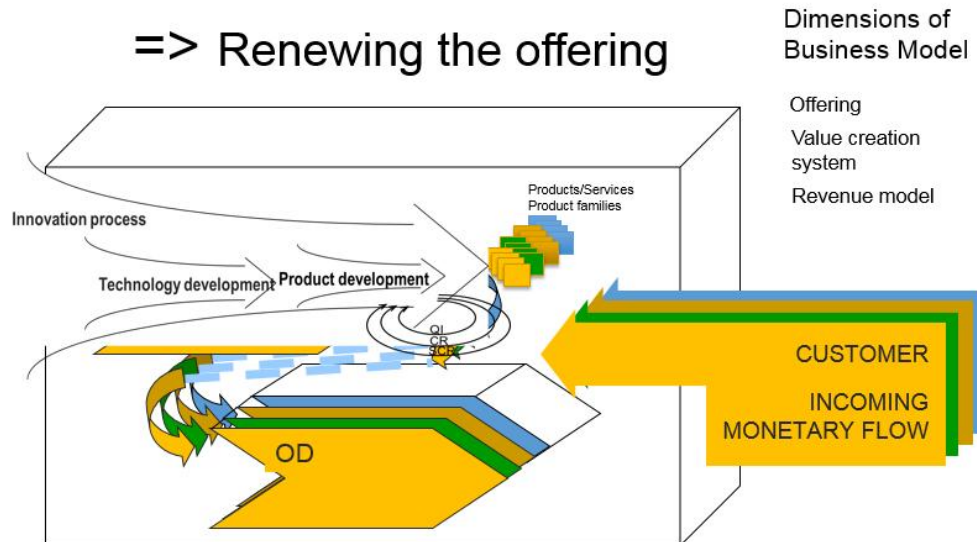 => Renewing the offering
Dimensions of
Business Model
Offering
Value creation
system
Revenue model
Products/Services
Product families
Innovation process
Technology development
Product development
QI
CR
SCR
CUSTOMER
INCOMING
MONETARY FLOW
OD